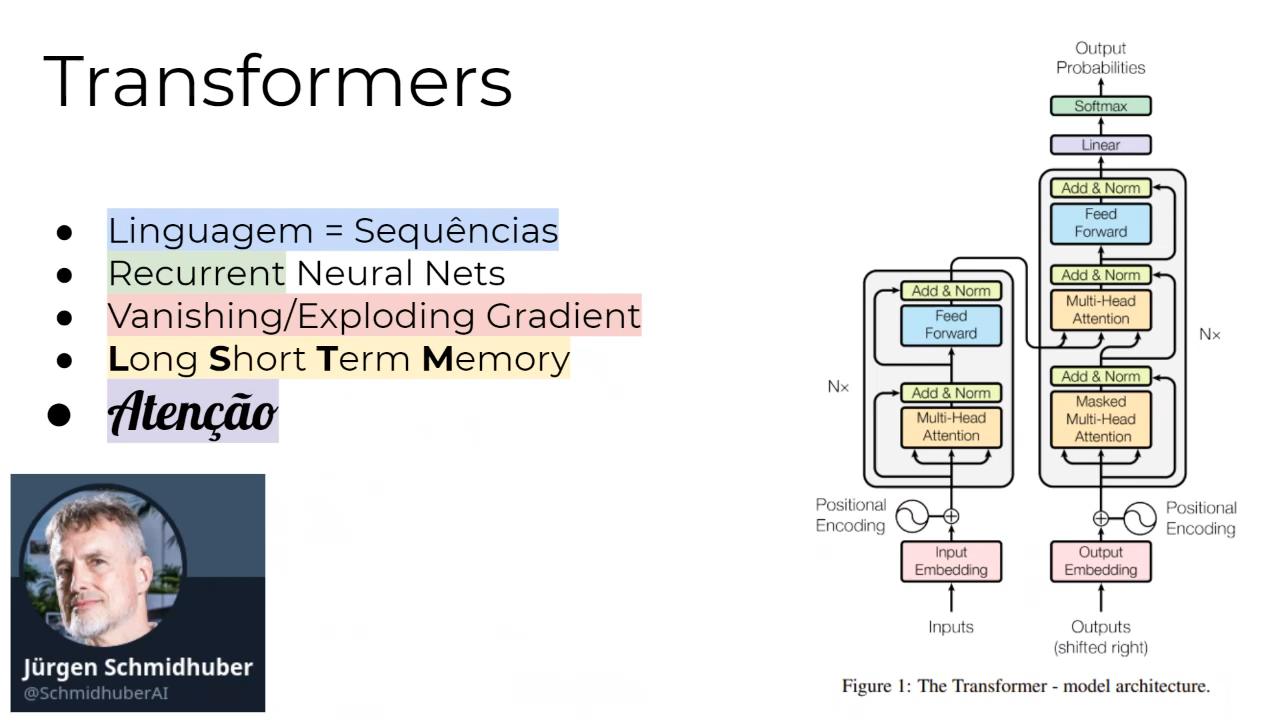 Transformers
● Linguagem = Sequências
● Recurrent Neural Nets
● Vanishing/Exploding Gradient
● Long Short Term Memory
● Atenção
Jürgen Schmidhuber
@SchmidhuberAI
Output
Probabilities
Softmax
Linear
Add & Norm
Feed
Forward
Add & Norm
Multi-Head
Attention
Add & Norm
Masked
Multi-Head
Attention
Nx
Add & Norm
Feed
Forward
Add & Norm
Multi-Head
Attention
Nx
Positional
Encoding
Positional
Encoding
Input
Embedding
Output
Embedding
Inputs
Outputs
(shifted right)
Figure 1: The Transformer - model architecture.